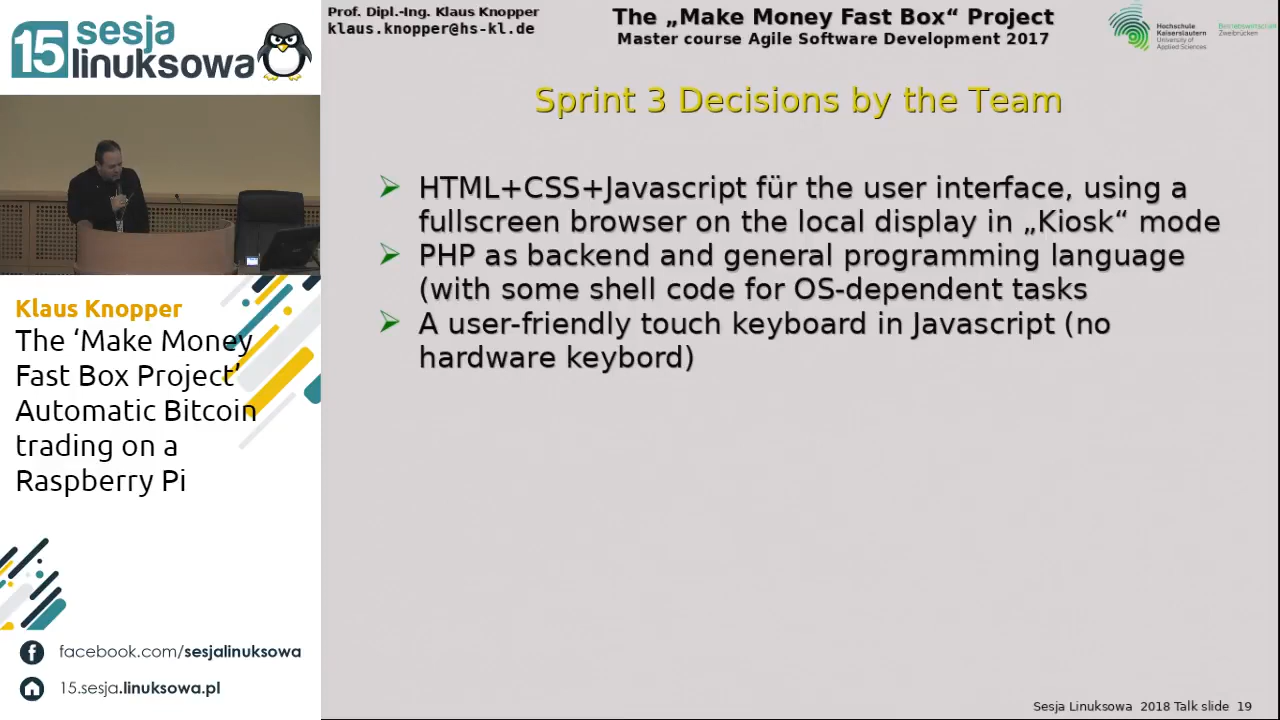 15 sesja
linuksowa
Klaus Knopper
The ‘Make Money
Fast Box Project’
Automatic Bitcoin
trading on a
Raspberry Pi
facebook.com/sesjalinuksowa
15.sesja.linuksowa.pl
Prof. Dipl.-Ing. Klaus Knopper
klaus.knopper@hs-kl.de
The „Make Money Fast Box“ Project
Master course Agile Software Development 2017
Hochschule
Kaiserslautern
University of
Applied Sciences
Betriebswirtschaft
Zweibrücken
Sprint 3 Decisions by the Team
HTML+CSS+Javascript für the user interface, using a
fullscreen browser on the local display in „Kiosk“ mode
PHP as backend and general programming language
(with some shell code for OS-dependent tasks
A user-friendly touch keyboard in Javascript (no
hardware keybord)
Sesja Linuksowa 2018 Talk slide 19